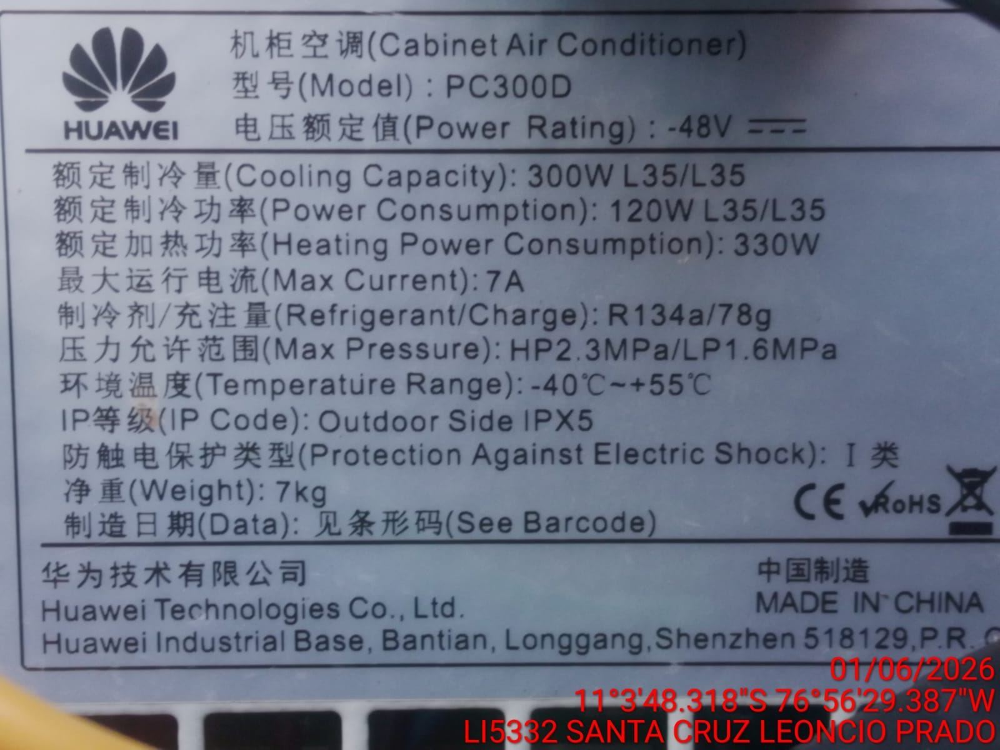 HUAWEI
机柜空调(Cabinet Air Conditioner)
型号(Model) : PC300D
电压额定值(Power Rating) : -48V
额定制冷量(Cooling Capacity): 300W L35/L35
额定制冷功率(Power Consumption): 120W L35/L35
额定加热功率(Heating Power Consumption): 330W
最大运行电流(Max Current): 7A
制冷剂/充注量(Refrigerant/Charge): R134a/78g
压力允许范围(Max Pressure): HP2.3MPa/LP1.6MPa
环境温度(Temperature Range): -40℃~+55℃
IP等级(IP Code): Outdoor Side IPX5
防触电保护类型(Protection Against Electric Shock): I 类
净重(Weight): 7kg
CE RoHS
制造日期(Data): 见条形码(See Barcode)
华为技术有限公司
中国制造
Huawei Technologies Co., Ltd.
MADE IN CHINA
Huawei Industrial Base, Bantian, Longgang,Shenzhen 518129,P.R.
01/06/2026
11°3'48.318"S 76°56'29.387"W
LI5332 SANTA CRUZ LEONCIO PRADO